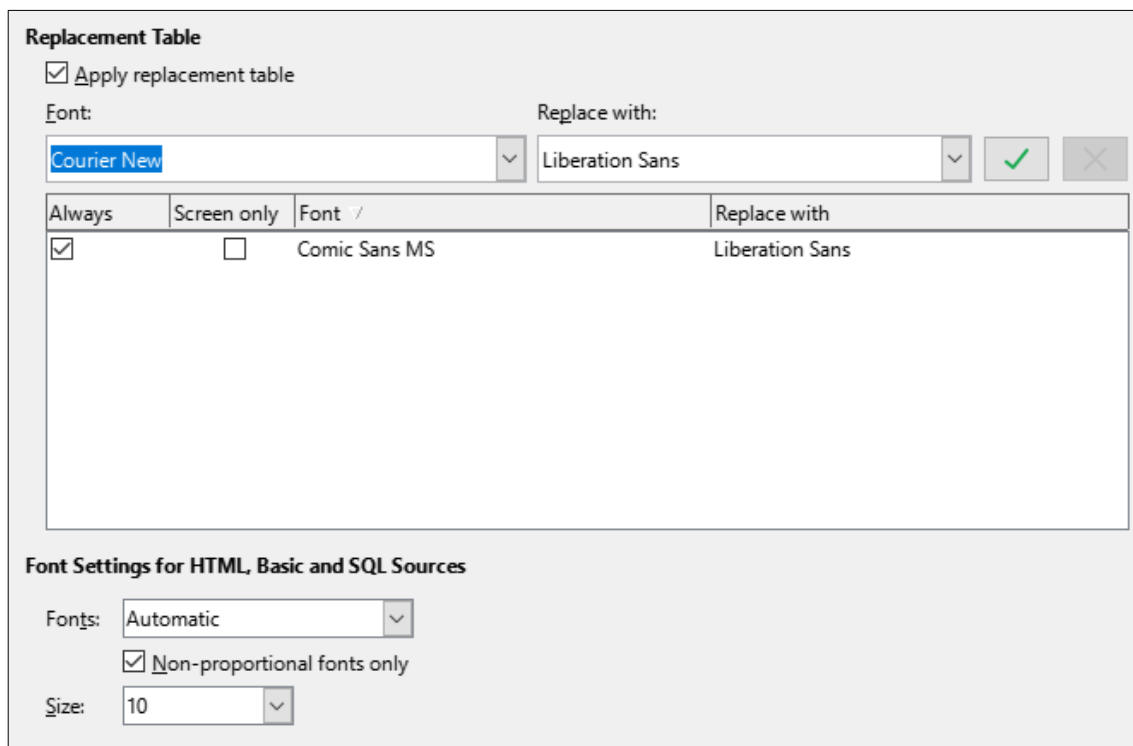 Replacement Table
Apply replacement table
Font: Replace with:
Courier New Liberation Sans
Always Screen only Font Replace with
Comic Sans MS Liberation Sans
Font Settings for HTML, Basic and SQL Sources
Fonts: Automatic
Non-proportional fonts only
Size: 10